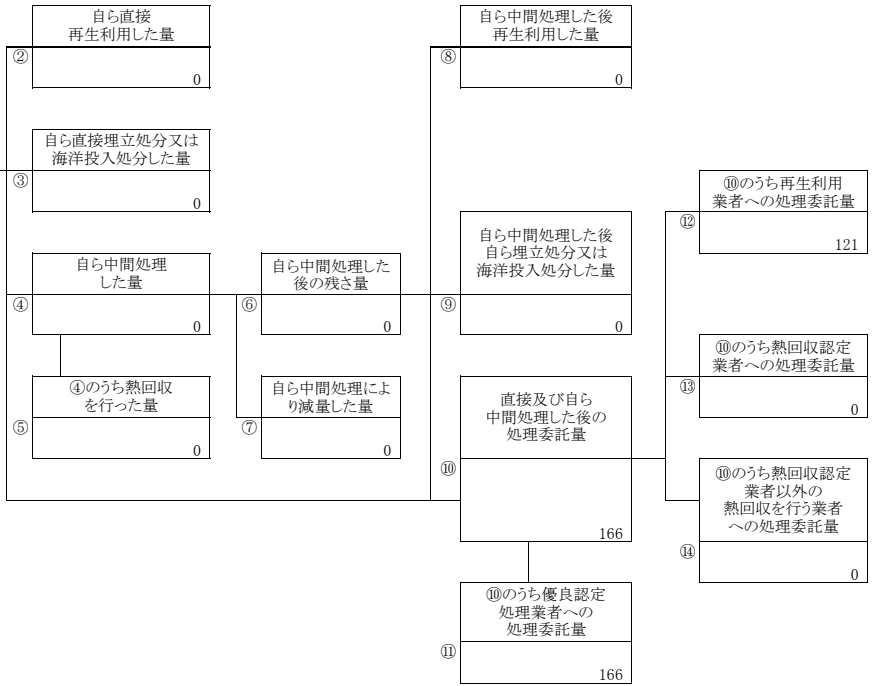 自ら直接
再生利用した量
②
0
自ら中間処理した後
再生利用した量
⑧
0
自ら直接埋立処分又は
海洋投入処分した量
③
0
⑩のうち再生利用
業者への処理委託量
⑫
121
自ら中間処理
した量
④
0
自ら中間処理した
後の残さ量
⑥
0
自ら中間処理した後
自ら埋立処分又は
海洋投入処分した量
⑨
0
⑩のうち熱回収認定
業者への処理委託量
⑬
0
④のうち熱回収
を行った量
⑤
0
自ら中間処理によ
り減量した量
⑦
0
直接及び自ら
中間処理した後の
処理委託量
⑩
166
⑩のうち熱回収認定
業者以外の
熱回収を行う業者
への処理委託量
⑭
0
⑩のうち優良認定
処理業者への
処理委託量
⑪
166